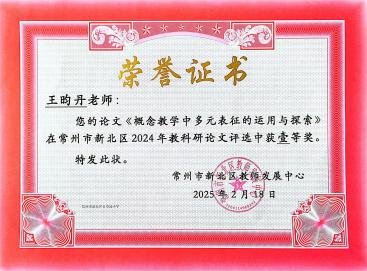 荣誉证书
王昀丹老师：
您的论文《概念教学中多元表征的运用与探索》
在常州市新北区2024年教科研论文评选中获壹等奖。
特发此状。
常州市新北区教师发展中心
2025年2月18日